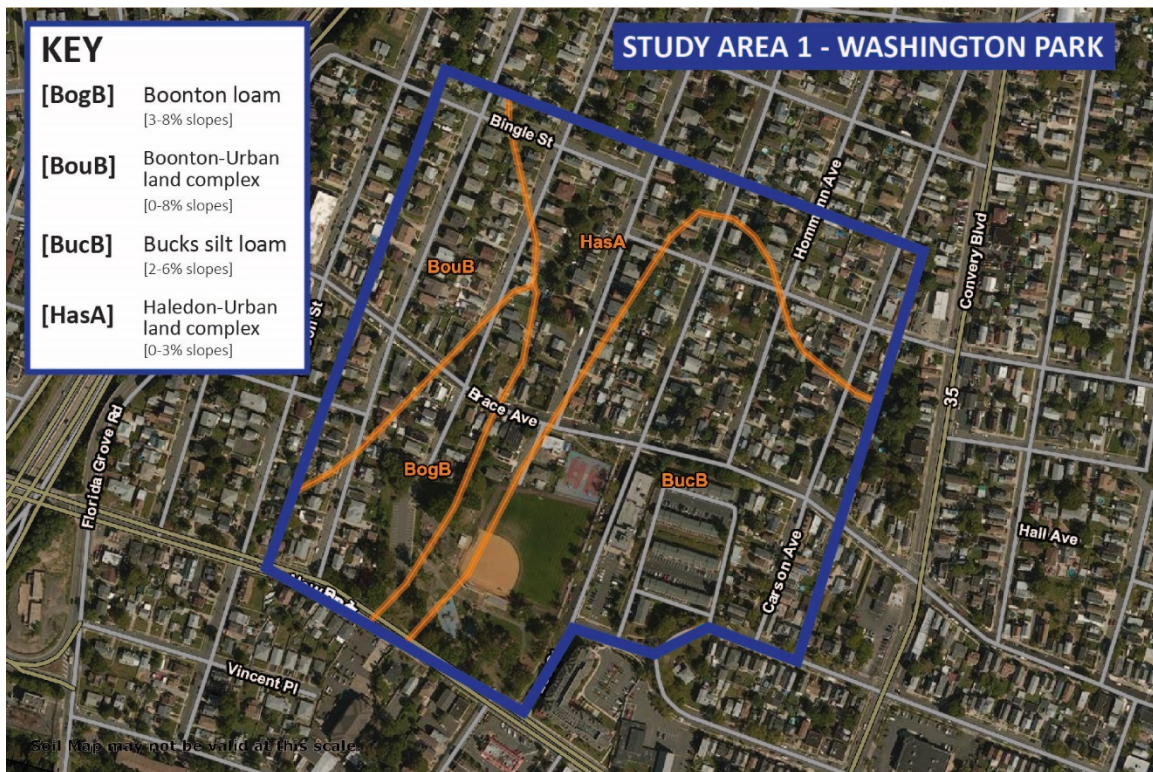 KEY
[BogB] Boonton loam
[3-8% slopes]
[BouB] Boonton-Urban
land complex
[0-8% slopes]
[BucB] Bucks silt loam
[2-6% slopes]
[HasA] Haledon-Urban
land complex
[0-3% slopes]
STUDY AREA 1 - WASHINGTON PARK
Bingle St
HasA
BouB
Convery Blvd
35
Brace Ave
BogB
BucB
Florida Grove Rd
Hall Ave
Carson Ave
Vincent Pl
Soil Map may not be valid at this scale.